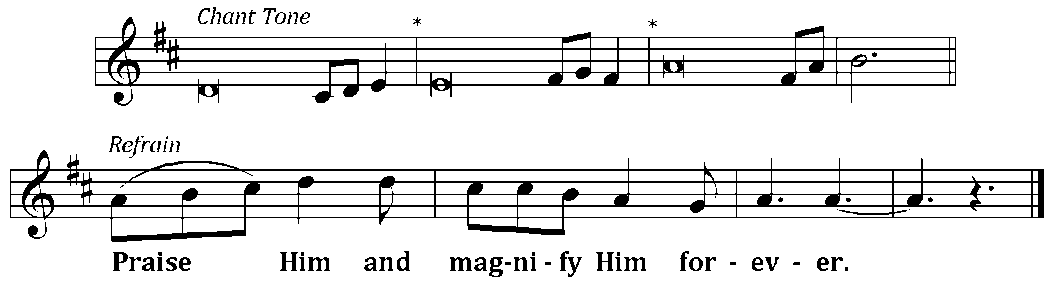 Chant Tone
* *
Refrain
Praise Him and mag-ni - fy Him for - ev - er.